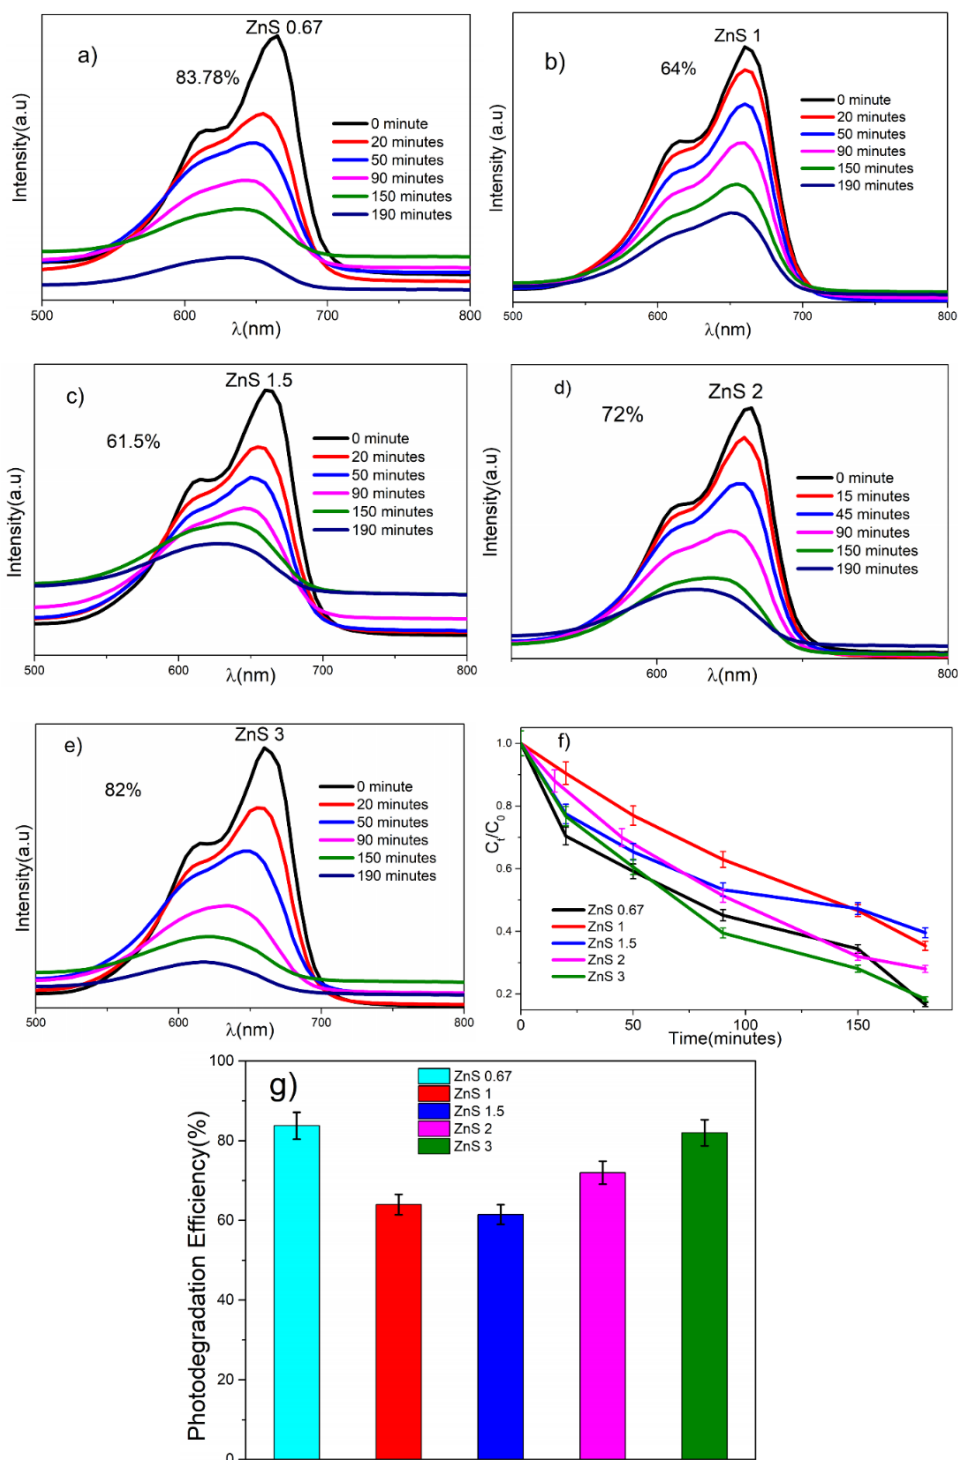 ZnS 0.67
a)
83.78%
Intensity(a.u)
0 minute
20 minutes
50 minutes
90 minutes
150 minutes
190 minutes
500
600
700
800
λ(nm)
ZnS 1
b)
64%
Intensity (a.u)
0 minute
20 minutes
50 minutes
90 minutes
150 minutes
190 minutes
500
600
700
800
λ(nm)
ZnS 1.5
c)
61.5%
Intensity(a.u)
0 minute
20 minutes
50 minutes
90 minutes
150 minutes
190 minutes
500
600
700
800
λ(nm)
d)
ZnS 2
72%
Intensity (a.u)
0 minute
15 minutes
45 minutes
90 minutes
150 minutes
190 minutes
600
700
800
λ(nm)
ZnS 3
e)
82%
Intensity(a.u)
0 minute
20 minutes
50 minutes
90 minutes
150 minutes
190 minutes
500
600
700
800
λ(nm)
f)
1.0
0.8
0.6
0.4
0.2
Ct/C0
ZnS 0.67
ZnS 1
ZnS 1.5
ZnS 2
ZnS 3
0
50
100
150
Time(minutes)
g)
100
80
60
40
20
0
Photodegradation Efficiency(%)
ZnS 0.67
ZnS 1
ZnS 1.5
ZnS 2
ZnS 3